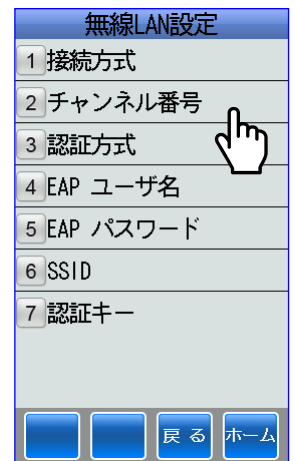 無線LAN設定
1 接続方式
2 チャンネル番号
3 認証方式
4 EAP ユーザ名
5 EAP パスワード
6 SSID
7 認証キー
戻る ホーム